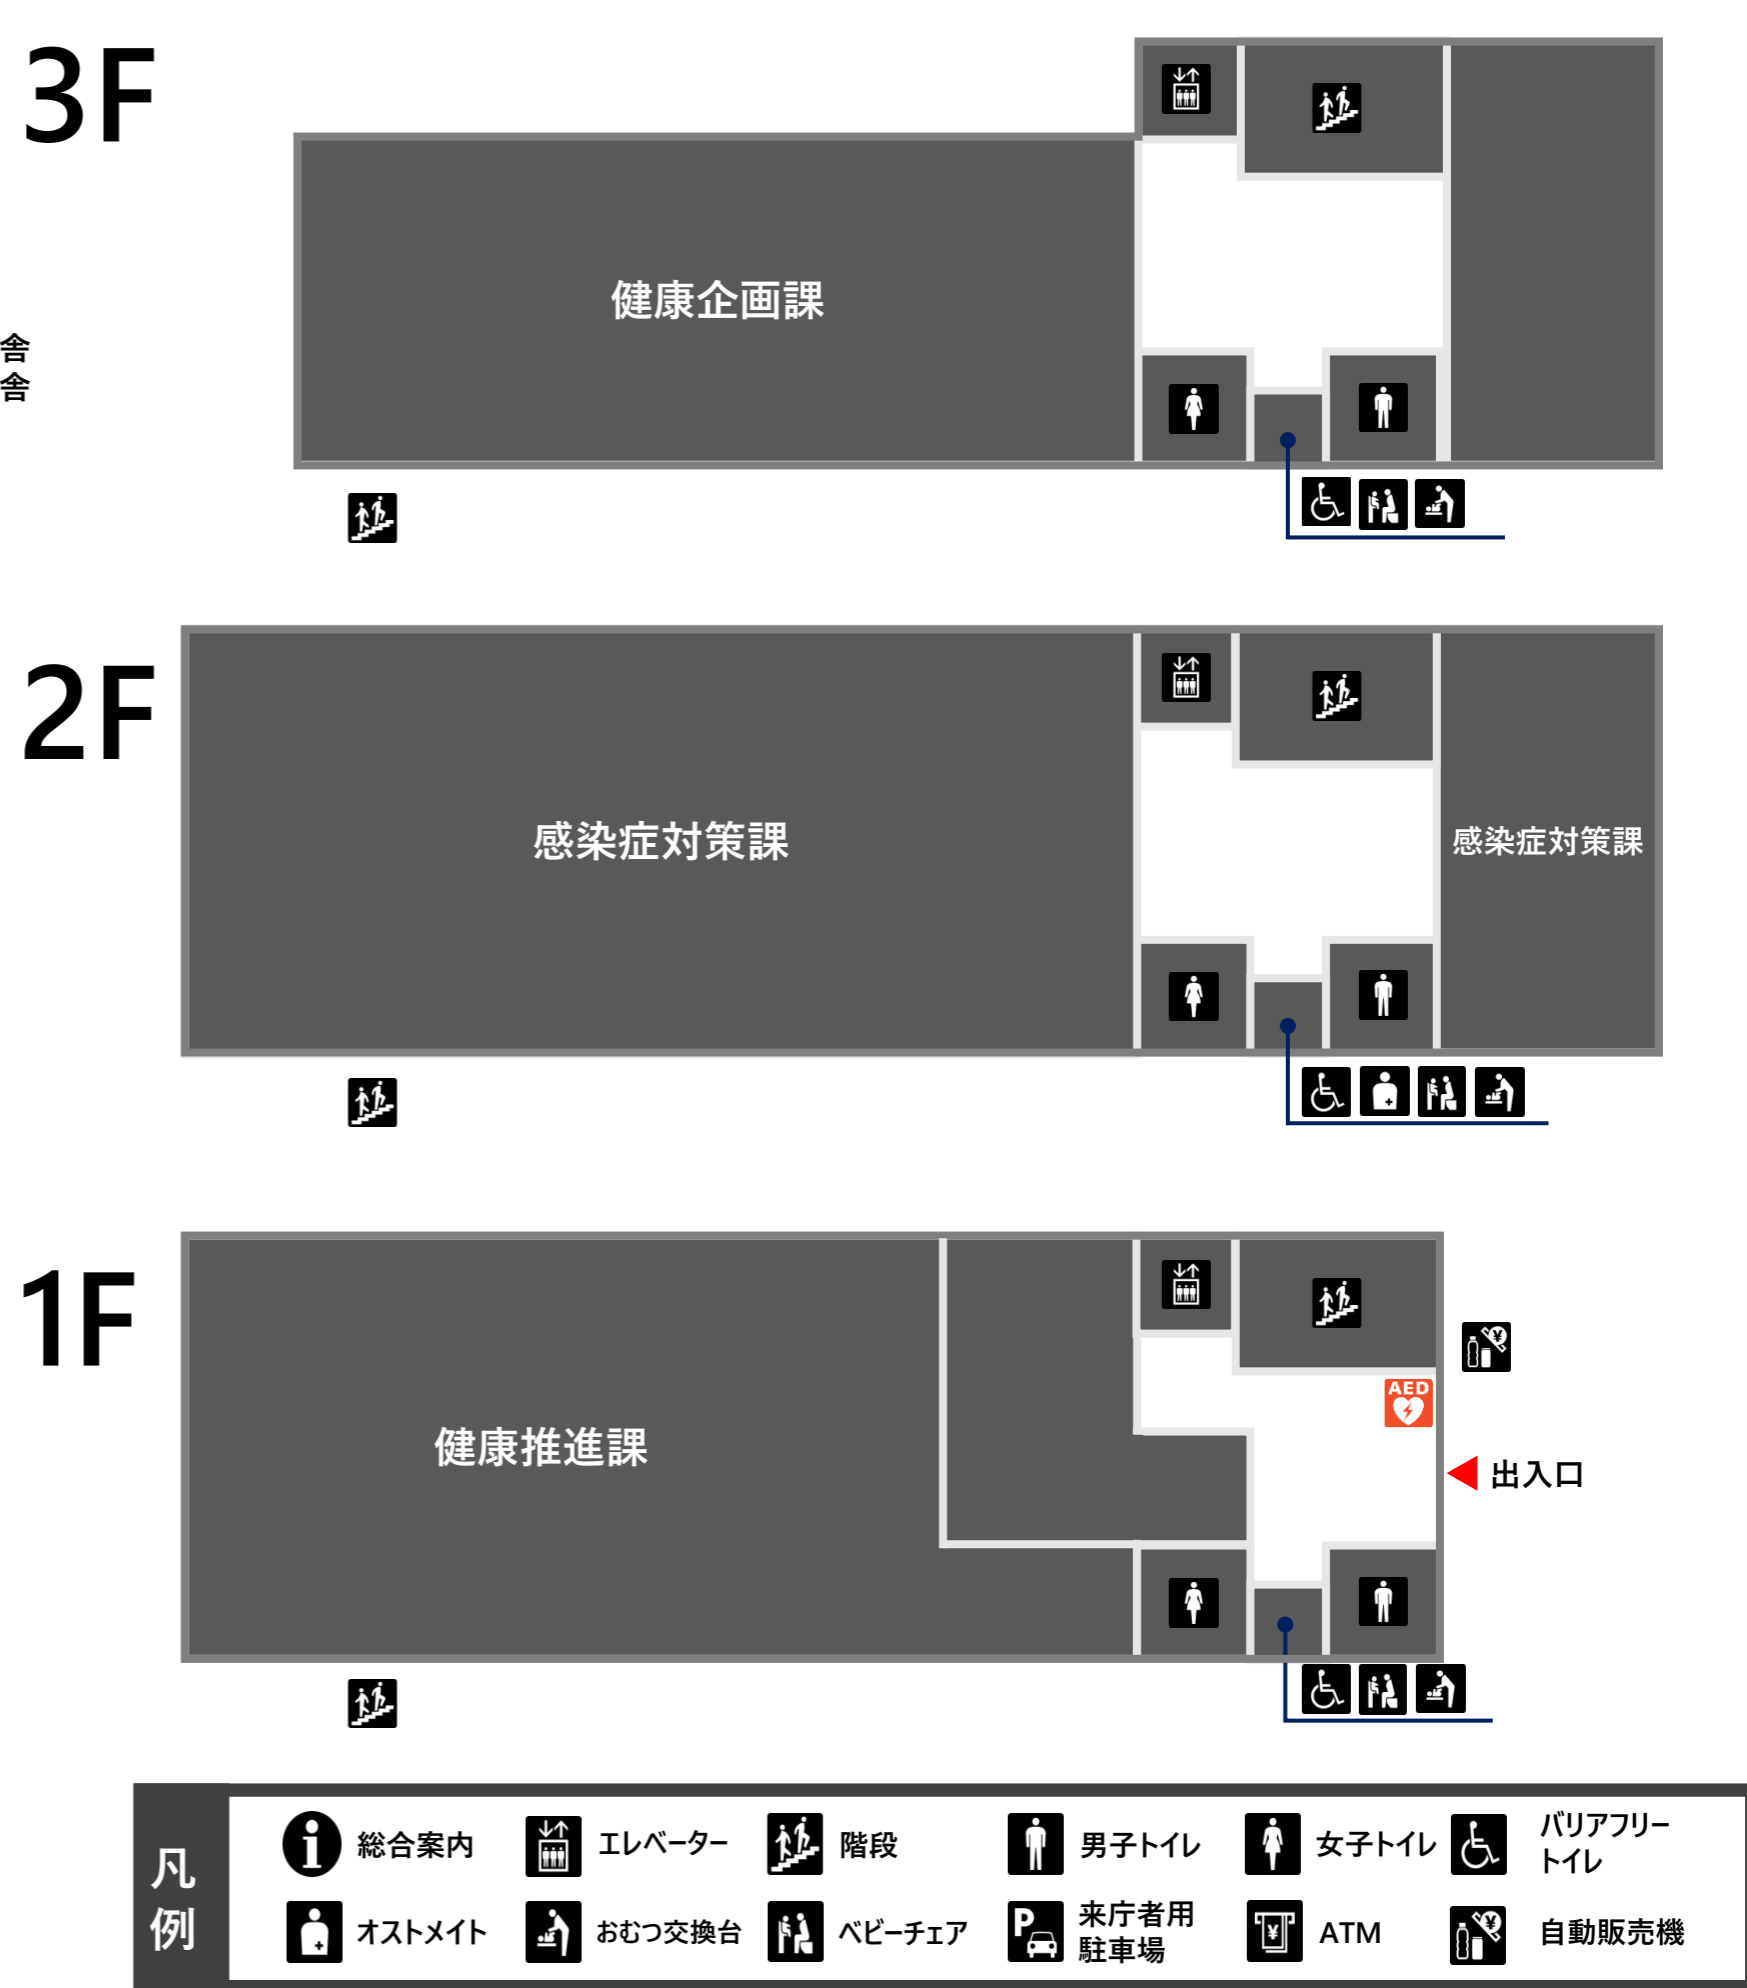 3F
健康企画課
舎
舎
2F
感染症対策課
感染症対策課
1F
AED
健康推進課
出入口
凡例
総合案内
エレベーター
階段
男子トイレ
女子トイレ
バリアフリー
トイレ
オストメイト
おむつ交換台
ベビーチェア
P
来庁者用
駐車場
¥
ATM
¥
自動販売機